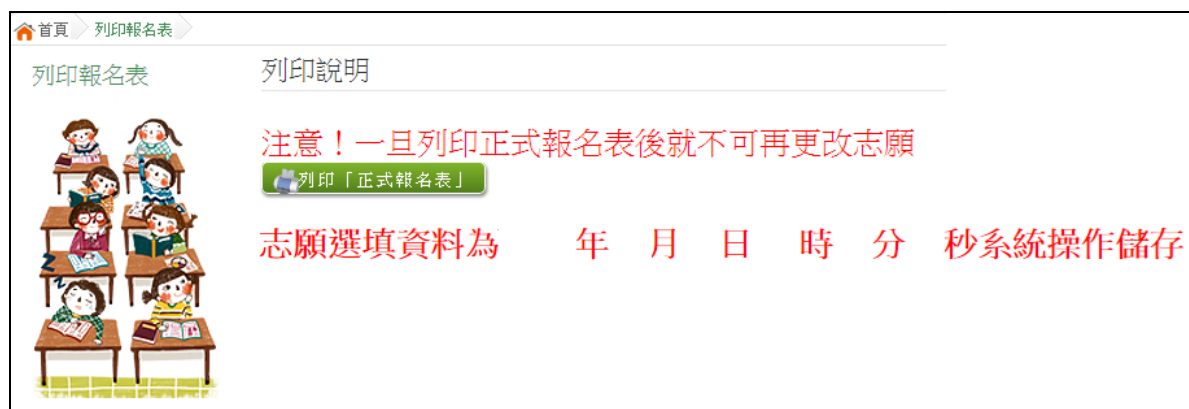 首頁 列印報名表
列印報名表
列印說明
注意！一旦列印正式報名表後就不可再更改志願
列印「正式報名表」
志願選填資料為 年 月 日 時 分 秒系統操作儲存